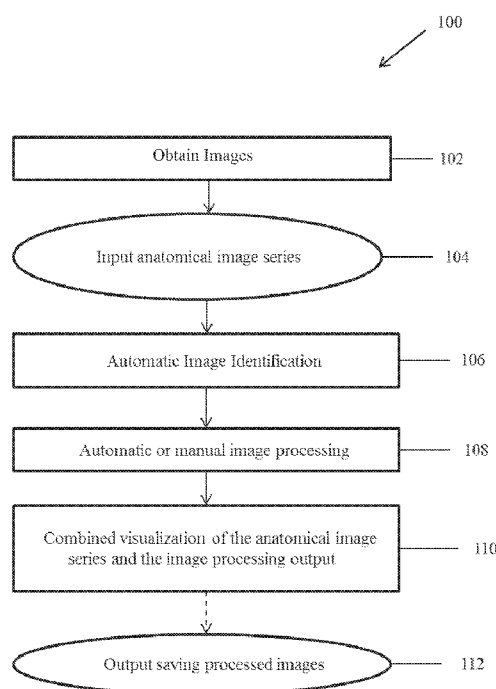 100
Obtain Images
102
Input anatomical image series
104
Automatic Image Identification
106
Automatic or manual image processing
108
Combined visualization of the anatomical image
series and the image processing output
110
Output saving processed images
112